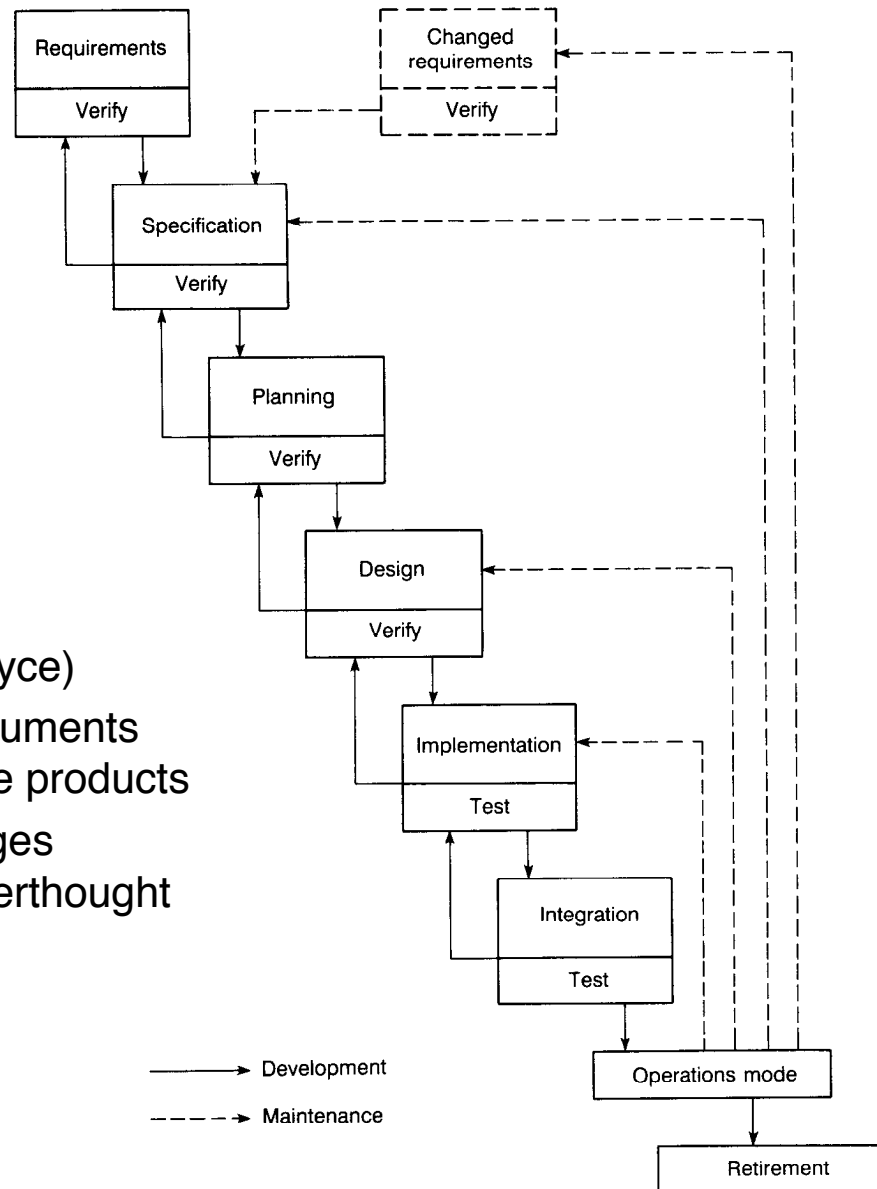 Requirements
Verify
Changed
requirements
Verify
Specification
Verify
Planning
Verify
Design
Verify
yce)
uments
e products
ges
erthought
Implementation
Test
Integration
Test
Development
Maintenance
Operations mode
Retirement